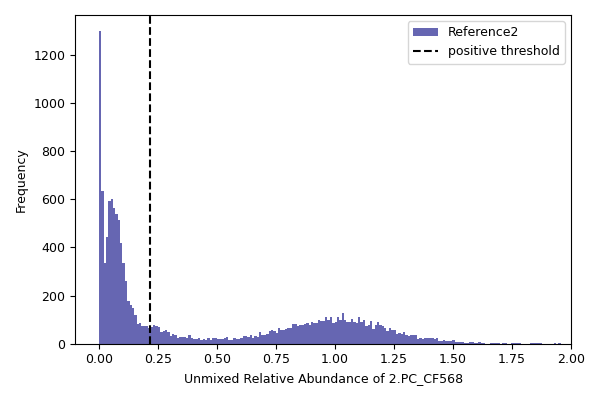 Reference2
positive threshold
Frequency
1200
1000
800
600
400
200
0
0.00 0.25 0.50 0.75 1.00 1.25 1.50 1.75 2.00
Unmixed Relative Abundance of 2.PC_CF568